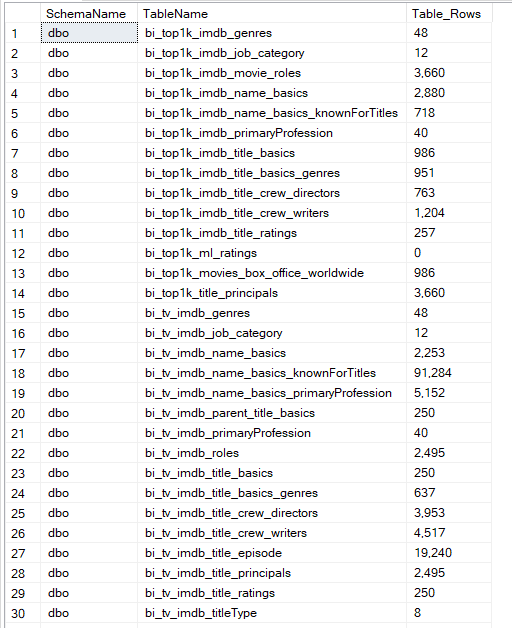 SchemaName TableName Table_Rows
1 dbo bi_top1k_imdb_genres 48
2 dbo bi_top1k_imdb_job_category 12
3 dbo bi_top1k_imdb_movie_roles 3,660
4 dbo bi_top1k_imdb_name_basics 2,880
5 dbo bi_top1k_imdb_name_basics_knownForTitles 718
6 dbo bi_top1k_imdb_primaryProfession 40
7 dbo bi_top1k_imdb_title_basics 986
8 dbo bi_top1k_imdb_title_basics_genres 951
9 dbo bi_top1k_imdb_title_crew_directors 763
10 dbo bi_top1k_imdb_title_crew_writers 1,204
11 dbo bi_top1k_imdb_title_ratings 257
12 dbo bi_top1k_ml_ratings 0
13 dbo bi_top1k_movies_box_office_worldwide 986
14 dbo bi_top1k_title_principals 3,660
15 dbo bi_tv_imdb_genres 48
16 dbo bi_tv_imdb_job_category 12
17 dbo bi_tv_imdb_name_basics 2,253
18 dbo bi_tv_imdb_name_basics_knownForTitles 91,284
19 dbo bi_tv_imdb_name_basics_primaryProfession 5,152
20 dbo bi_tv_imdb_parent_title_basics 250
21 dbo bi_tv_imdb_primaryProfession 40
22 dbo bi_tv_imdb_roles 2,495
23 dbo bi_tv_imdb_title_basics 250
24 dbo bi_tv_imdb_title_basics_genres 637
25 dbo bi_tv_imdb_title_crew_directors 3,953
26 dbo bi_tv_imdb_title_crew_writers 4,517
27 dbo bi_tv_imdb_title_episode 19,240
28 dbo bi_tv_imdb_title_principals 2,495
29 dbo bi_tv_imdb_title_ratings 250
30 dbo bi_tv_imdb_titleType 8